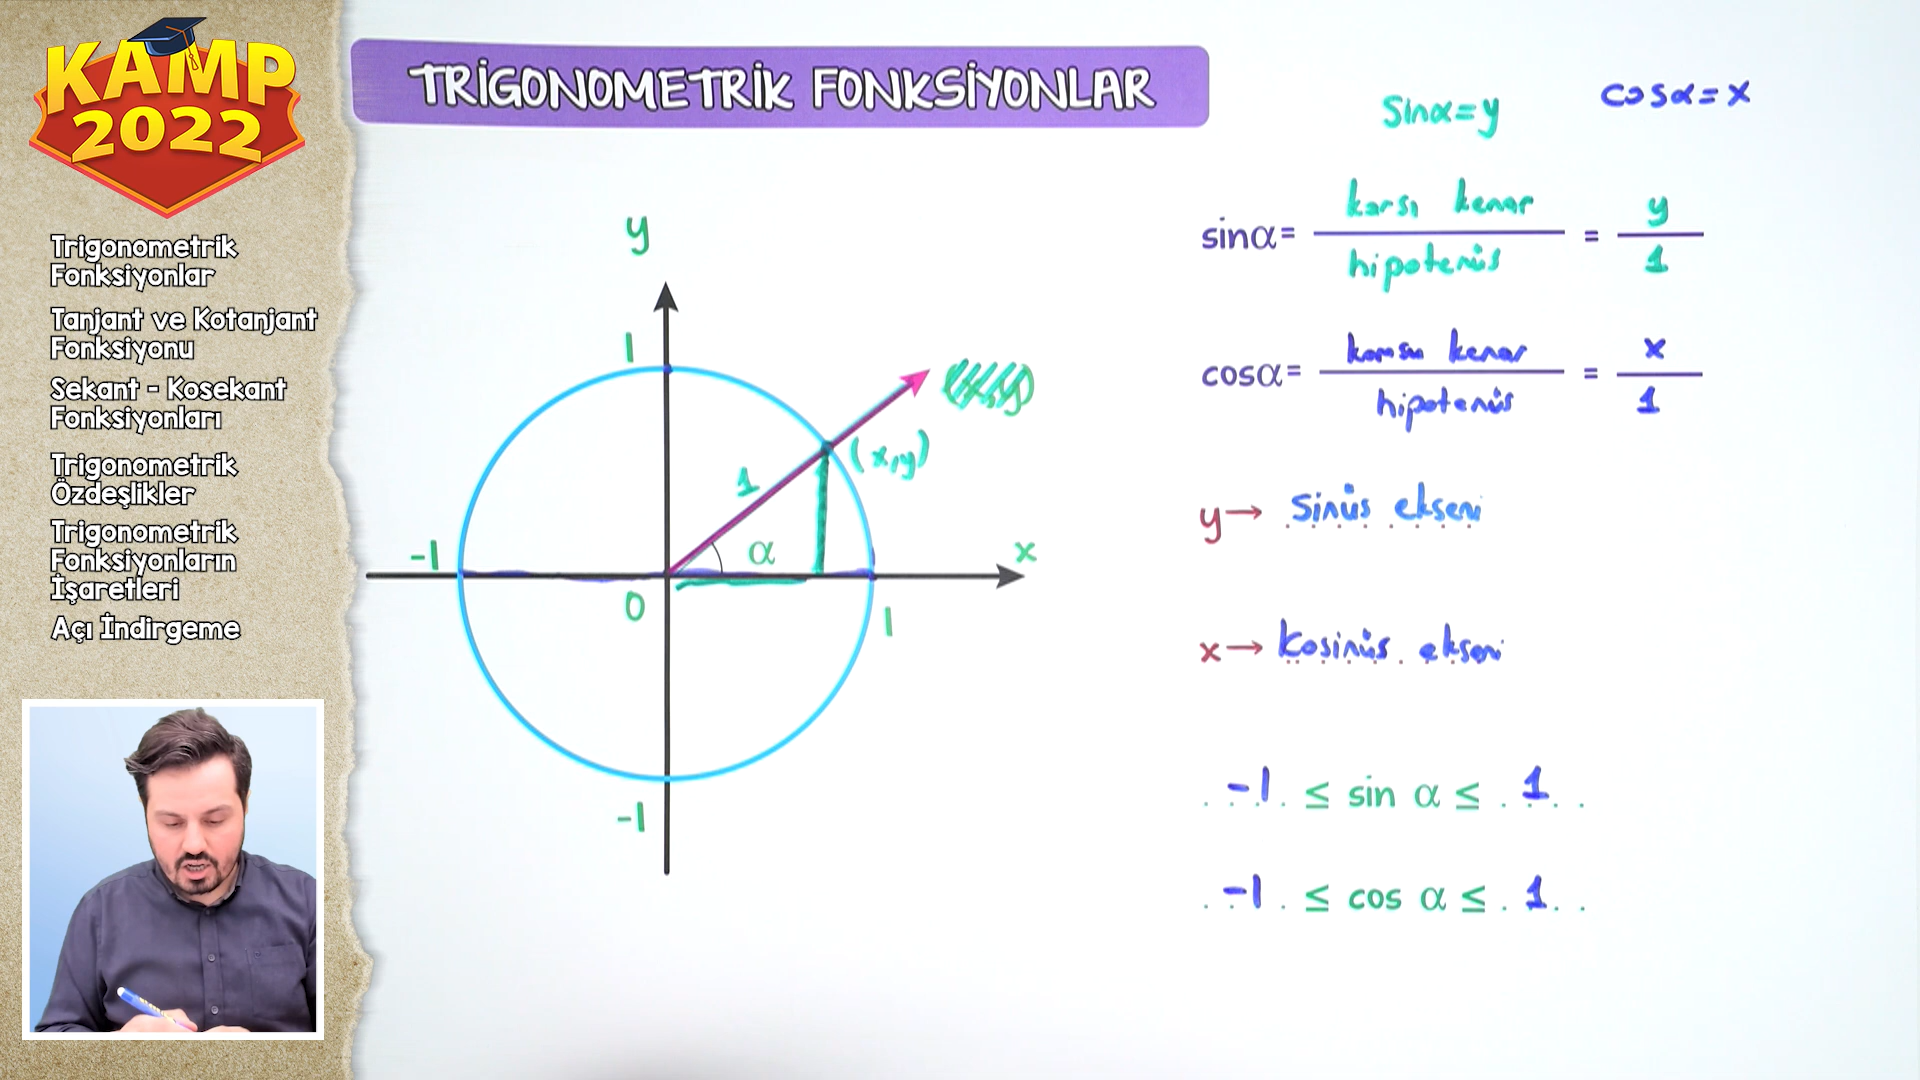 KAMP
2022
Trigonometrik
Fonksiyonlar
Tanjant ve Kotanjant
Fonksiyonu
Sekant - Kosekant
Fonksiyonları
Trigonometrik
Özdeşlikler
Trigonometrik
Fonksiyonların
İşaretleri
Açı İndirgeme
TRİGONOMETRİK FONKSİYONLAR
y
1
(x,y)
1
α
x
-1
0
1
-1
Sinα=y
cosα=x
sinα= karşı kenar / hipotenüs = y / 1
cosα= komşu kenar / hipotenüs = x / 1
y→ Sinüs ekseni
x→ Kosinüs ekseni
-1 ≤ sin α ≤ 1
-1 ≤ cos α ≤ 1